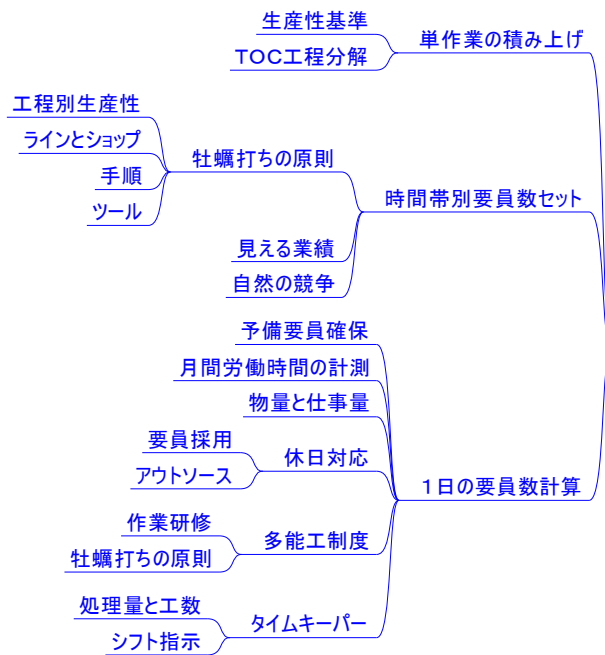 生産性基準
TOC工程分解
単作業の積み上げ
工程別生産性
ラインとショップ
手順
ツール
牡蠣打ちの原則
見える業績
自然の競争
時間帯別要員数セット
予備要員確保
月間労働時間の計測
物量と仕事量
要員採用
アウトソース
休日対応
作業研修
牡蠣打ちの原則
多能工制度
処理量と工数
シフト指示
タイムキーパー
1日の要員数計算